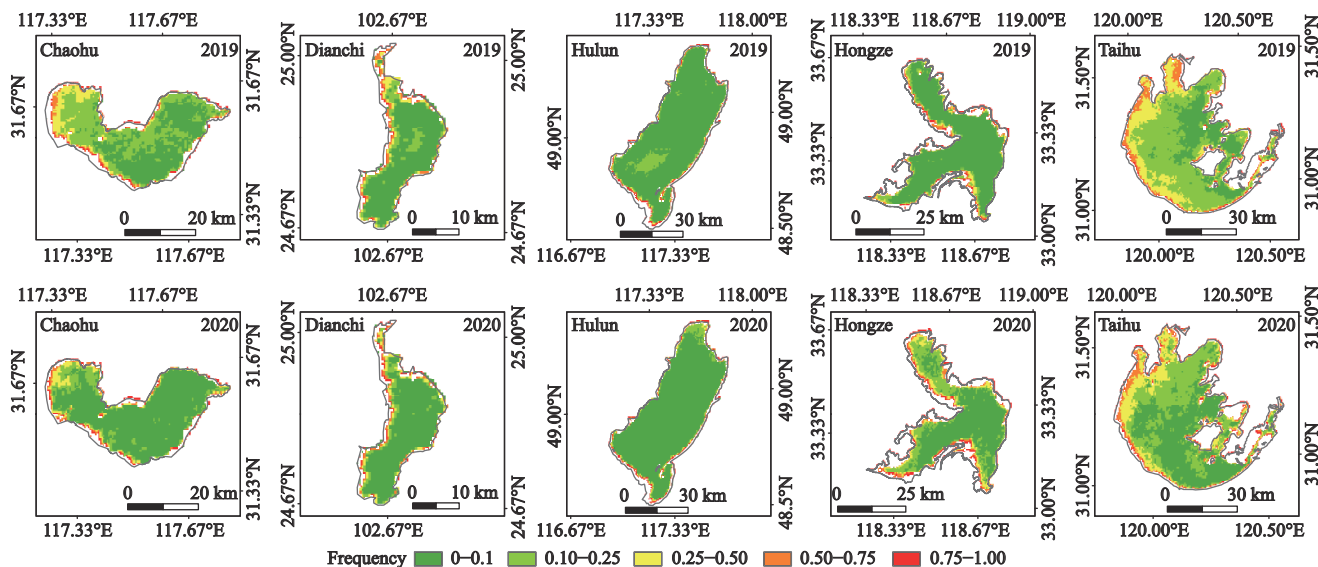 117.33°E 117.67°E 102.67°E 117.33°E 118.00°E 118.33°E 118.67°E 119.00°E 120.00°E 120.50°E
Chaohu 2019
31.67°N
31.67°N
31.33°N
0 20 km
117.33°E 117.67°E
Dianchi 2019
25.00°N
25.00°N
24.67°N
24.67°N
0 10 km
102.67°E
Hulun 2019
49.00°N
49.00°N
48.50°N
0 30 km
116.67°E 117.33°E
Hongze 2019
33.67°N
33.33°N
33.33°N
33.00°N
0 25 km
118.33°E 118.67°E
Taihu 2019
31.50°N
31.50°N
31.00°N
31.00°N
0 30 km
120.00°E 120.50°E
117.33°E 117.67°E 102.67°E 117.33°E 118.00°E 118.33°E 118.67°E 119.00°E 120.00°E 120.50°E
Chaohu 2020
31.67°N
31.67°N
31.33°N
0 20 km
117.33°E 117.67°E
Dianchi 2020
25.00°N
25.00°N
24.67°N
24.67°N
0 10 km
102.67°E
Hulun 2020
49.00°N
49.00°N
48.5°N
0 30 km
116.67°E 117.33°E
Hongze 2020
33.67°N
33.33°N
33.33°N
33.00°N
0 25 km
118.33°E 118.67°E
Taihu 2020
31.50°N
31.50°N
31.00°N
31.00°N
0 30 km
120.00°E 120.50°E
Frequency 0–0.1 0.10–0.25 0.25–0.50 0.50–0.75 0.75–1.00